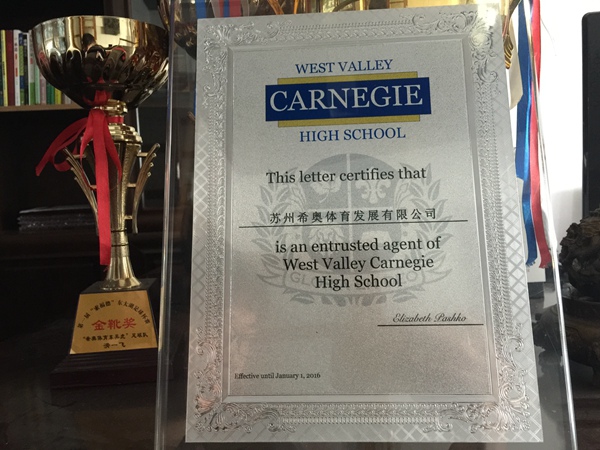 WEST VALLEY
CARNEGIE
HIGH SCHOOL
This letter certifies that
苏州希奥体育发展有限公司
is an entrusted agent of
West Valley Carnegie
High School
Elizabeth Pashko
Effective until January 1, 2016
金靴奖